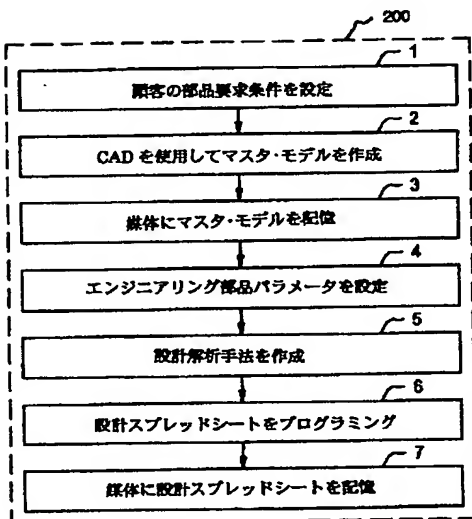 200
1
顧客の部品要求条件を設定
2
CAD を使用してマスタ・モデルを作成
3
媒体にマスタ・モデルを記憶
4
エンジニアリング部品パラメータを設定
5
設計解析手法を作成
6
設計スプレッドシートをプログラミング
7
媒体に設計スプレッドシートを記憶